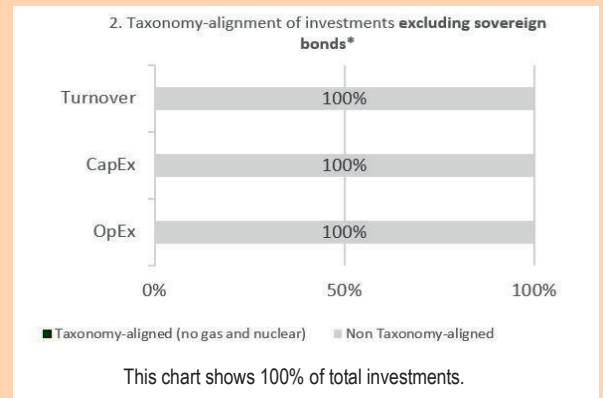 2. Taxonomy-alignment of investments excluding sovereign
bonds*
Turnover
100%
CapEx
100%
OpEx
100%
0%
50%
100%
Taxonomy-aligned (no gas and nuclear)
Non Taxonomy-aligned
This chart shows 100% of total investments.